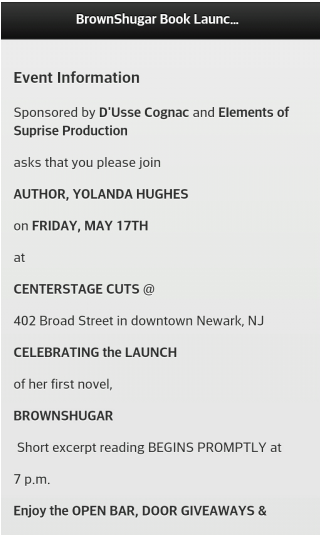 BrownShugar Book Launc...
Event Information
Sponsored by D'Usse Cognac and Elements of
Suprise Production
asks that you please join
AUTHOR, YOLANDA HUGHES
on FRIDAY, MAY 17TH
at
CENTERSTAGE CUTS @
402 Broad Street in downtown Newark, NJ
CELEBRATING the LAUNCH
of her first novel,
BROWNSHUGAR
Short excerpt reading BEGINS PROMPTLY at
7 p.m.
Enjoy the OPEN BAR, DOOR GIVEAWAYS &